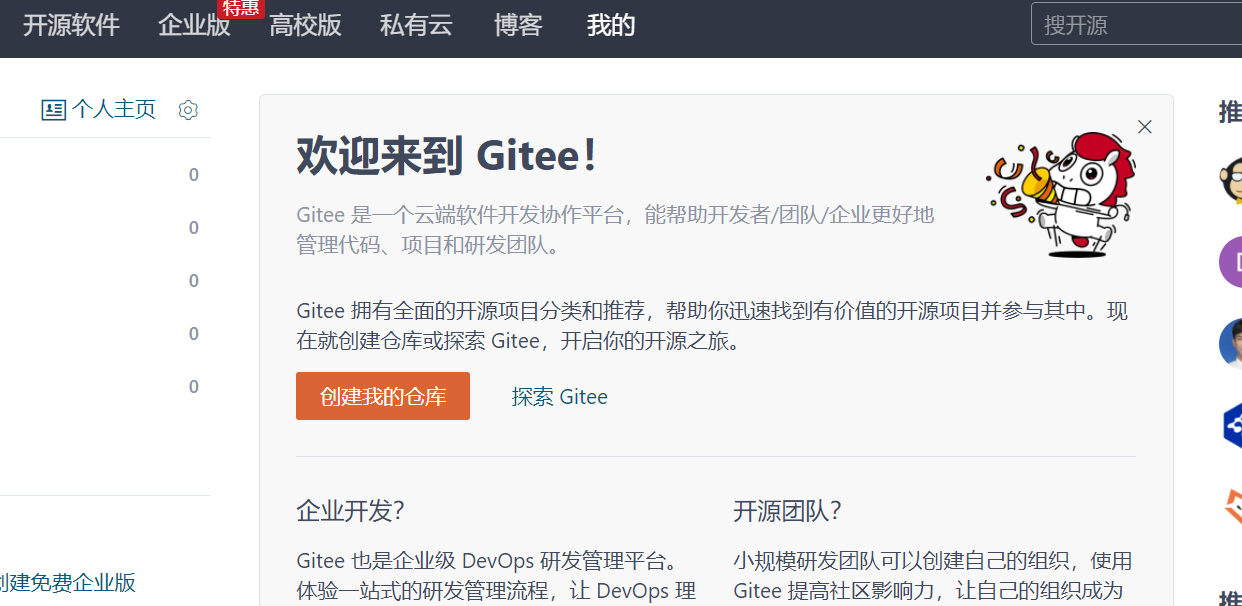 开源软件 企业版 特惠 高校版 私有云 博客 我的 搜开源
个人主页
0
0
0
0
0
欢迎来到 Gitee！
Gitee 是一个云端软件开发协作平台，能帮助开发者/团队/企业更好地
管理代码、项目和研发团队。
Gitee 拥有全面的开源项目分类和推荐，帮助你迅速找到有价值的开源项目并参与其中。现
在就创建仓库或探索 Gitee，开启你的开源之旅。
创建我的仓库 探索 Gitee
企业开发？
Gitee 也是企业级 DevOps 研发管理平台。
体验一站式的研发管理流程，让 DevOps 理
开源团队？
小规模研发团队可以创建自己的组织，使用
Gitee 提高社区影响力，让自己的组织成为
创建免费企业版
推
推